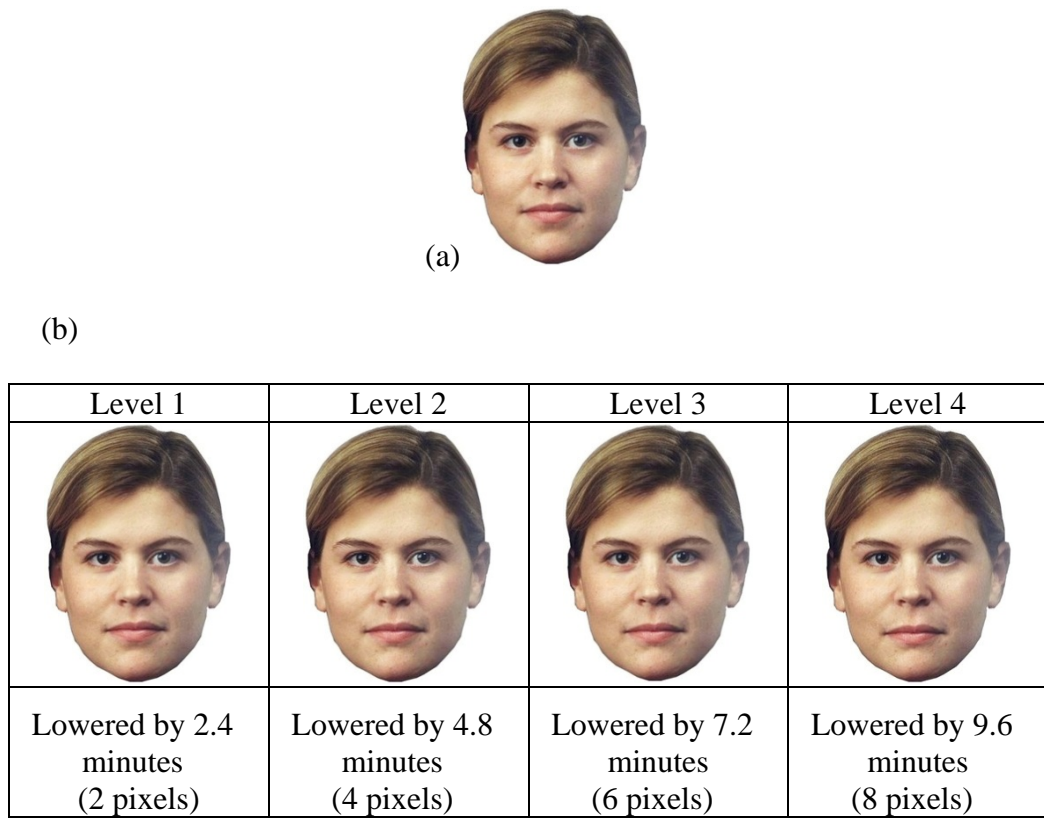 (a)
(b)
Level 1
Level 2
Level 3
Level 4
Lowered by 2.4
minutes
(2 pixels)
Lowered by 4.8
minutes
(4 pixels)
Lowered by 7.2
minutes
(6 pixels)
Lowered by 9.6
minutes
(8 pixels)